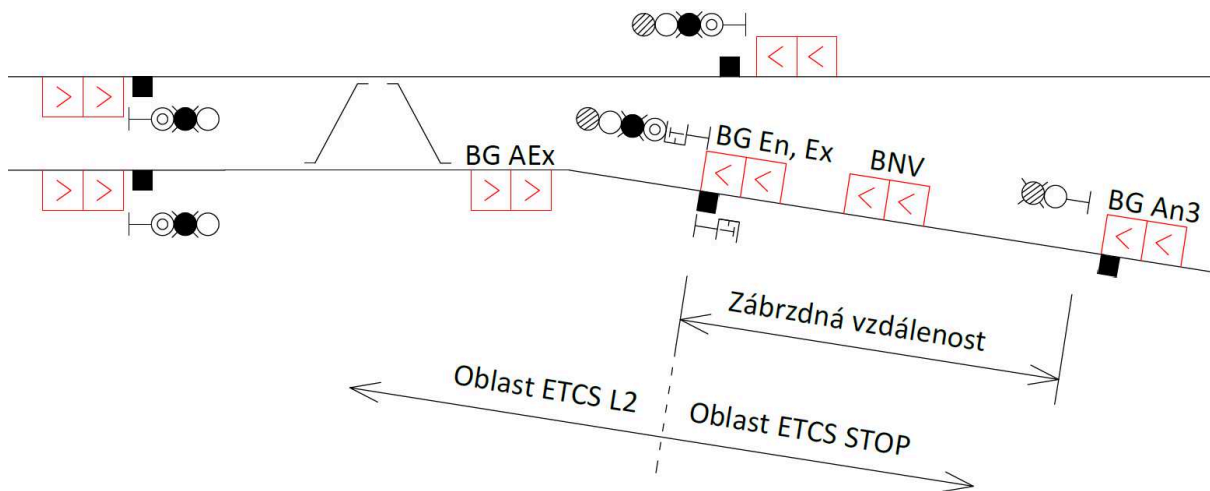 BG AEx
BG En, Ex
BNV
BG An3
Zábrzdná vzdálenost
Oblast ETCS L2
Oblast ETCS STOP